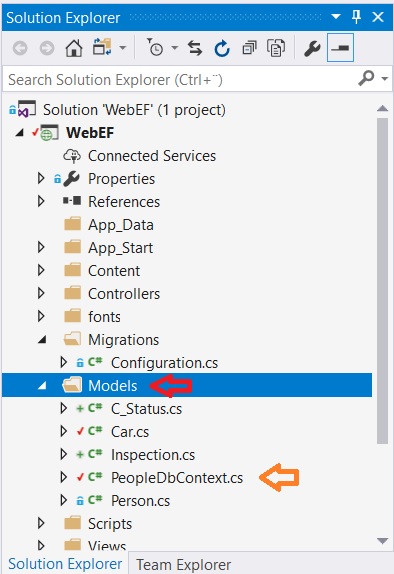 Solution Explorer
Search Solution Explorer (Ctrl+¨)
Solution 'WebEF' (1 project)
WebEF
Connected Services
Properties
References
App_Data
App_Start
Content
Controllers
fonts
Migrations
C# Configuration.cs
Models
C# C_Status.cs
C# Car.cs
C# Inspection.cs
C# PeopleDbContext.cs
C# Person.cs
Scripts
Views
Solution Explorer Team Explorer